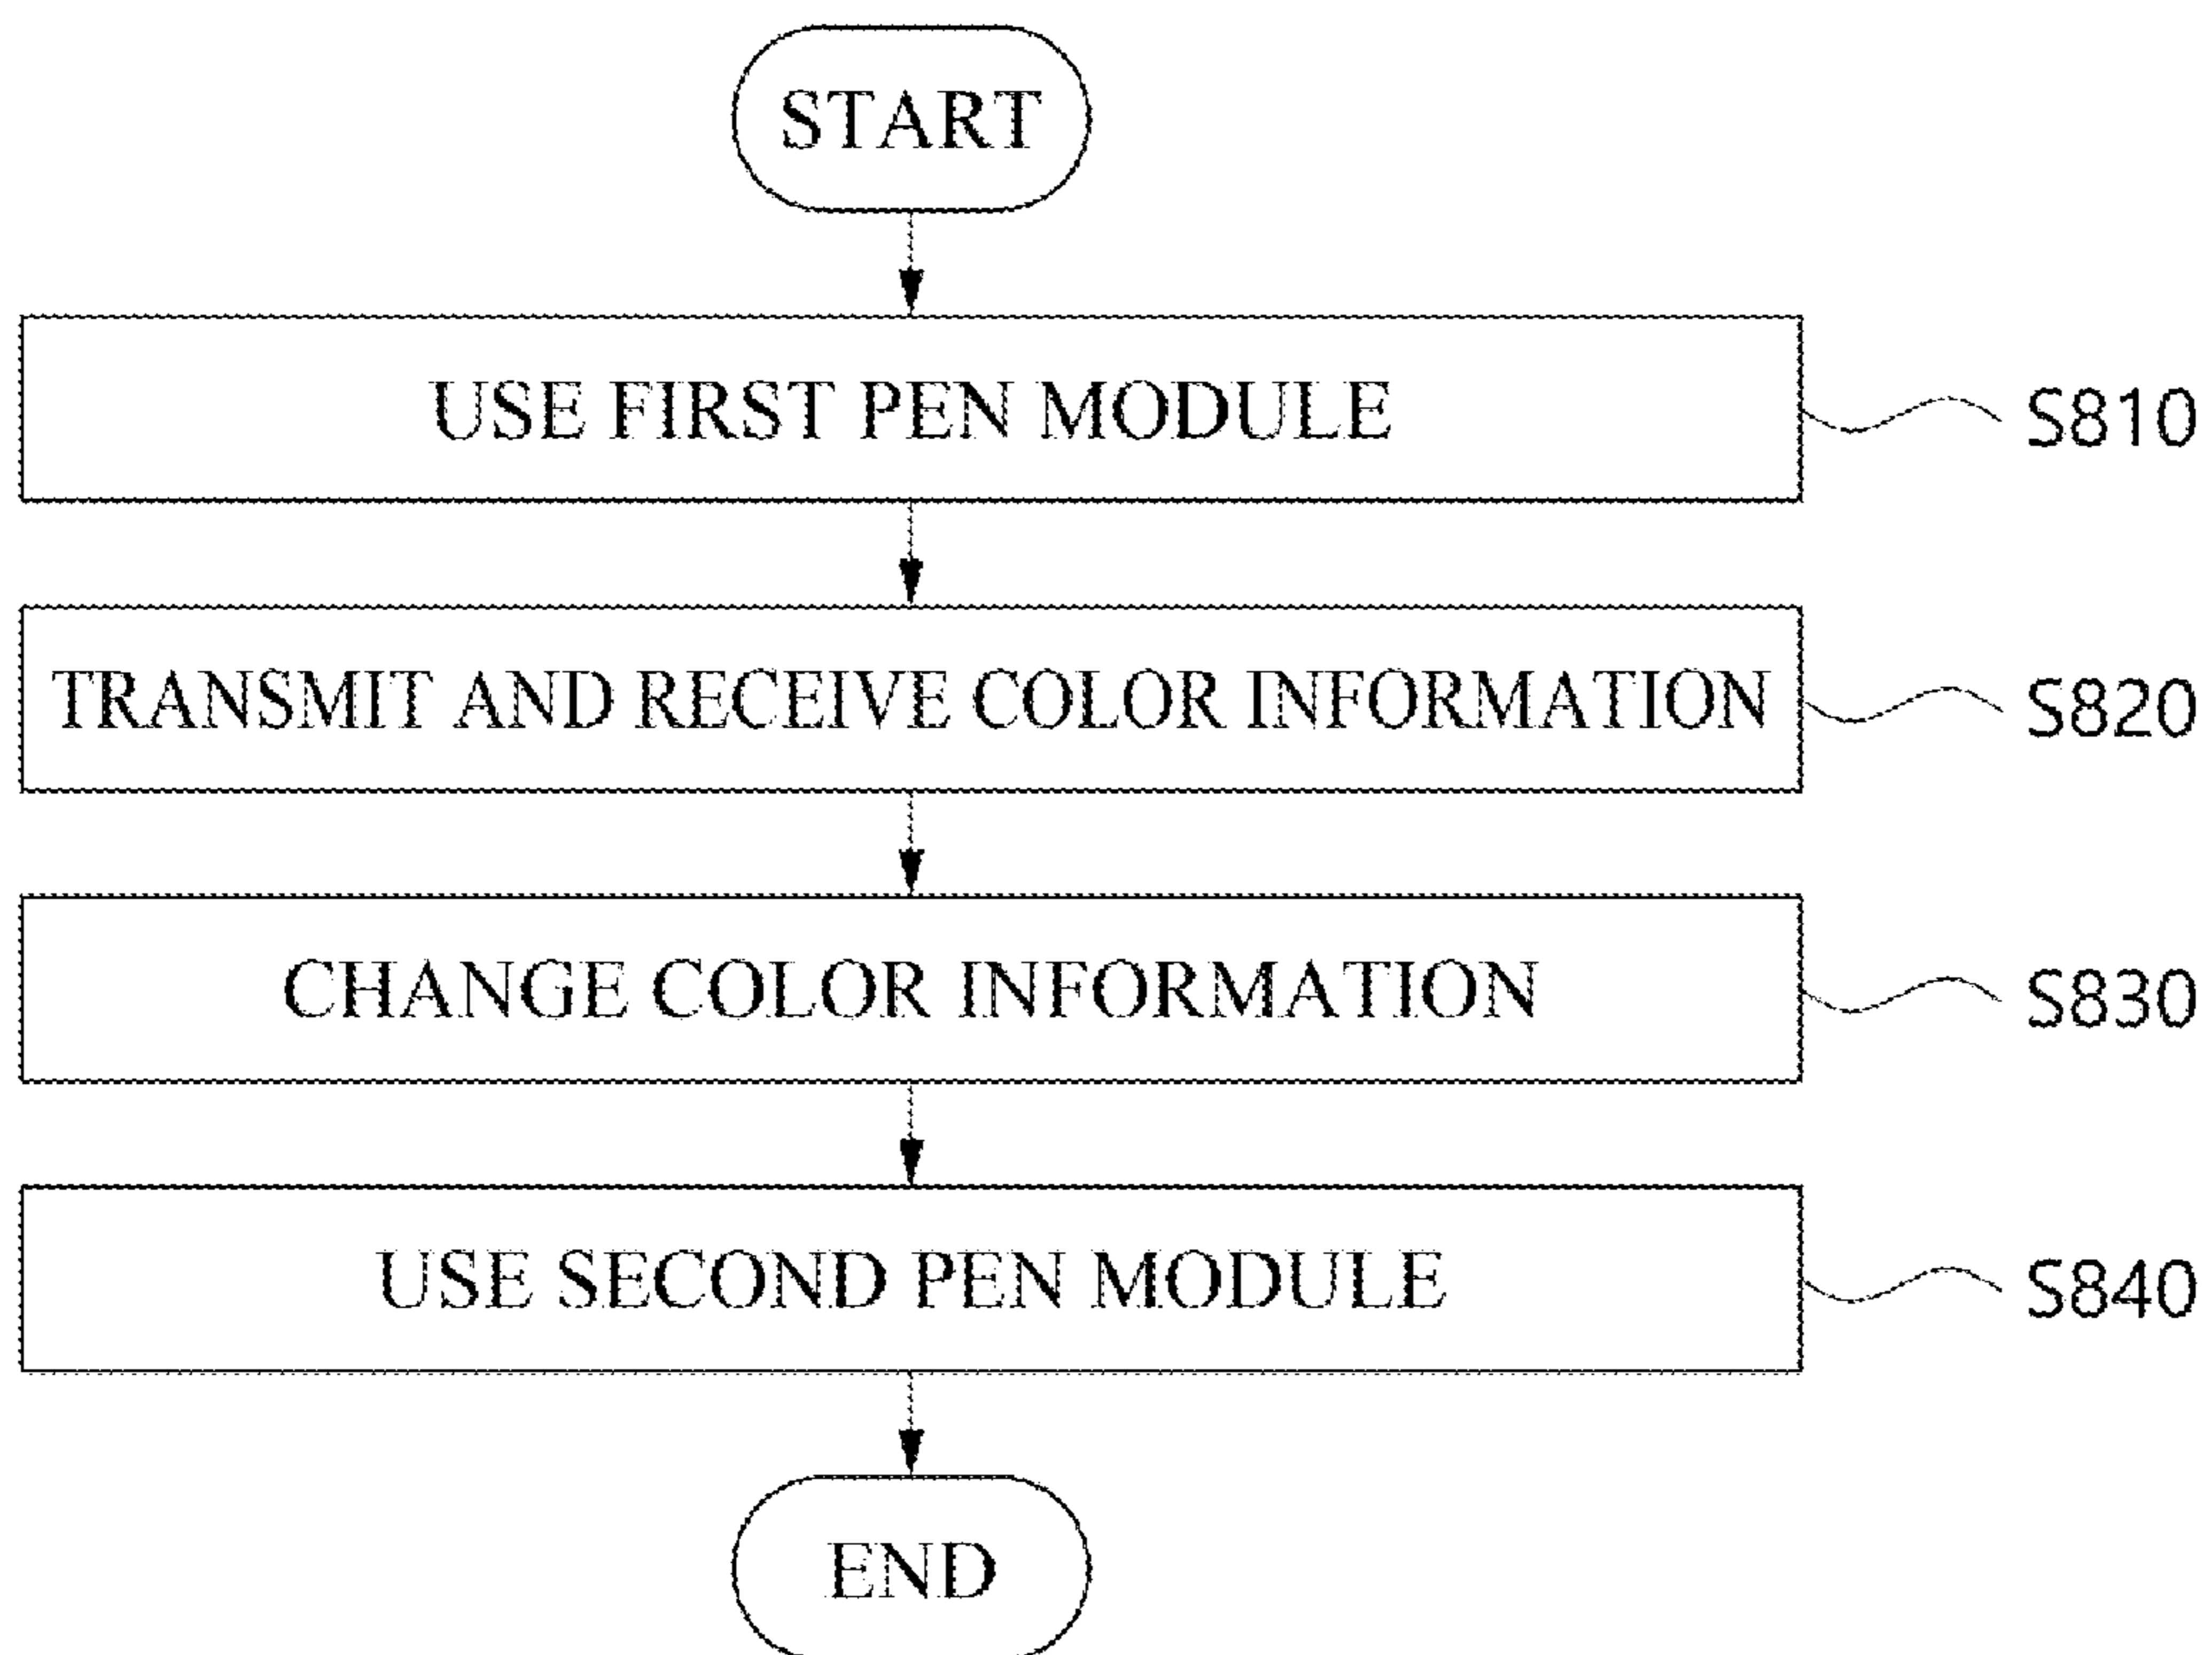 START
USE FIRST PEN MODULE
S810
TRANSMIT AND RECEIVE COLOR INFORMATION
S820
CHANGE COLOR INFORMATION
S830
USE SECOND PEN MODULE
S840
END